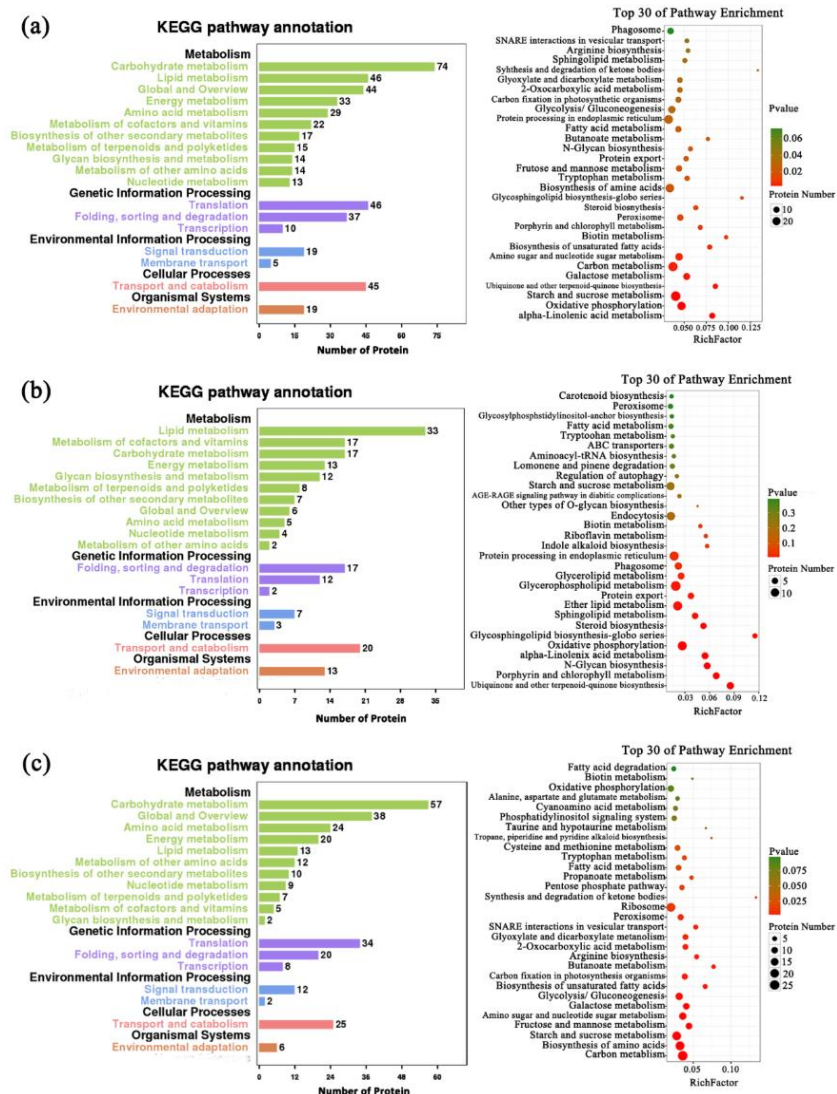 (a)
KEGG pathway annotation
Metabolism
Carbohydrate metabolism 74
Lipid metabolism 46
Global and Overview 44
Energy metabolism 33
Amino acid metabolism 29
Metabolism of cofactors and vitamins 22
Biosynthesis of other secondary metabolites 17
Metabolism of terpenoids and polyketides 15
Glycan biosynthesis and metabolism 14
Metabolism of other amino acids 14
Nucleotide metabolism 13
Genetic Information Processing
Translation 46
Folding, sorting and degradation 37
Transcription 10
Environmental Information Processing
Signal transduction 19
Membrane transport 5
Cellular Processes
Transport and catabolism 45
Organismal Systems
Environmental adaptation 19
0 15 30 45 60 75
Number of Protein
Top 30 of Pathway Enrichment
Phagosome
SNARE interactions in vesicular transport
Arginine biosynthesis
Sphingolipid metabolism
Syhthesis and degradation of ketone bodies
Glyoxylate and dicarboxylate metabolism
2-Oxocarboxylic acid metabolism
Carbon fixation in photosynthetic organisms
Glycolysis/ Gluconeogenesis
Protein processing in endoplasmic reticulum
Fatty acid metabolism
Butanoate metabolism
N-Glycan biosynthesis
Protein export
Frutose and mannose metabolism
Tryptophan metabolism
Biosynthesis of amine acids
Glycosphingolipid biosynthesis-globo series
Steroid biosynthesis
Peroxisome
Porphyrin and chlorophyll metabolism
Biotin metabolism
Biosynthesis of unsaturated fatty acids
Amino sugar and nucleotide sugar metabolism
Carbon metabolism
Galactose metabolism
Ubiquinone and other terpenoid-quinone biosynthesis
Starch and sucrose metabolism
Oxidative phosphorylation
alpha-Linolenic acid metabolism
0.050 0.075 0.100 0.125
RichFactor
Pvalue
0.06
0.04
0.02
Protein Number
10
20
(b)
KEGG pathway annotation
Metabolism
Lipid metabolism 33
Metabolism of cofactors and vitamins 17
Carbohydrate metabolism 17
Energy metabolism 13
Glycan biosynthesis and metabolism 12
Metabolism of terpenoids and polyketides 8
Biosynthesis of other secondary metabolites 7
Global and Overview 6
Amino acid metabolism 5
Nucleotide metabolism 4
Metabolism of other amino acids 2
Genetic Information Processing
Folding, sorting and degradation 17
Translation 12
Transcription 2
Environmental Information Processing
Signal transduction 7
Membrane transport 3
Cellular Processes
Transport and catabolism 20
Organismal Systems
Environmental adaptation 13
0 7 14 21 28 35
Number of Protein
Top 30 of Pathway Enrichment
Carotenoid biosynthesis
Peroxisome
Glycosylphosphstidylinositol-anchor biosynthesis
Fatty acid metabolism
Tryptoohan metabolism
ABC transporters
Aminoacyl-tRNA biosynthesis
Lomonene and pinene degradation
Regulation of autophagy
Starch and sucrose metabolism
AGE-RAGE signaling pathway in diabitic complications
Other types of O-glycan biosynthesis
Endocytosis
Biotin metabolism
Riboflavin metabolism
Indole alkaloid biosynthesis
Protein processing in endoplasmic reticulum
Phagosome
Glycerolipid metabolism
Glycerophospholipid metabolism
Protein export
Ether lipid metabolism
Sphingolipid metabolism
Steroid biosynthesis
Glycosphingolipid biosynthesis-globo series
Oxidative phosphorylation
alpha-Linolenix acid metabolism
N-Glycan biosynthesis
Porphyrin and chlorophyll metabolism
Ubiquinone and other terpenoid-quinone biosynthesis
0.03 0.06 0.09 0.12
RichFactor
Pvalue
0.3
0.2
0.1
Protein Number
5
10
(c)
KEGG pathway annotation
Metabolism
Carbohydrate metabolism 57
Global and Overview 38
Amino acid metabolism 24
Energy metabolism 20
Lipid metabolism 13
Metabolism of other amino acids 12
Biosynthesis of other secondary metabolites 10
Nucleotide metabolism 9
Metabolism of terpenoids and polyketides 7
Metabolism of cofactors and vitamins 5
Glycan biosynthesis and metabolism 2
Genetic Information Processing
Translation 34
Folding, sorting and degradation 20
Transcription 8
Environmental Information Processing
Signal transduction 12
Membrane transport 2
Cellular Processes
Transport and catabolism 25
Organismal Systems
Environmental adaptation 6
0 12 24 36 48 60
Number of Protein
Top 30 of Pathway Enrichment
Fatty acid degradation
Biotin metabolism
Oxidative phosphorylation
Alanine, aspartate and glutamate metabolism
Cyanoamino acid metabolism
Phosphatidylinositol signaling system
Taurine and hypotaurine metabolism
Tropane, piperidine and pyridine alkaloid biosynthesis
Cysteine and methionine metabolism
Tryptophan metabolism
Fatty acid metabolism
Propanoate metabolism
Pentose phosphate pathway
Synthesis and degradation of ketone bodies
Ribosome
Peroxisome
SNARE interactions in vesicular transport
Glyoxylate and dicarboxylate metanolism
2-Oxocarboxylic acid metabolism
Arginine biosynthesis
Butanoate metabolism
Carbon fixation in photosynthesis organisms
Biosynthesis of unsaturated fatty acids
Glycolysis/ Gluconeogenesis
Galactose metabolism
Amino sugar and nucleotide sugar metabolism
Fructose and mannose metabolism
Starch and sucrose metabolism
Biosynthesis of amino acids
Carbon metablism
0.05 0.10
RichFactor
Pvalue
0.075
0.050
0.025
Protein Number
5
10
15
20
25